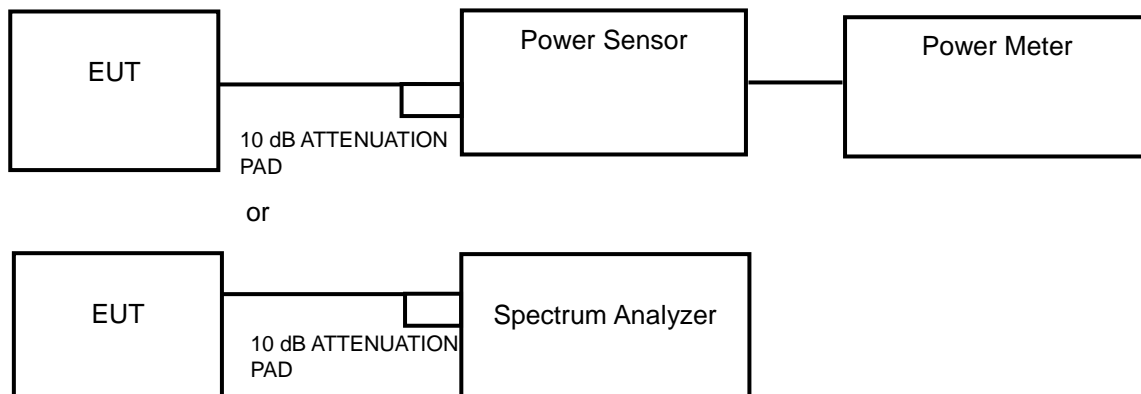 EUT
Power Sensor
Power Meter
10 dB ATTENUATION
PAD
or
EUT
Spectrum Analyzer
10 dB ATTENUATION
PAD